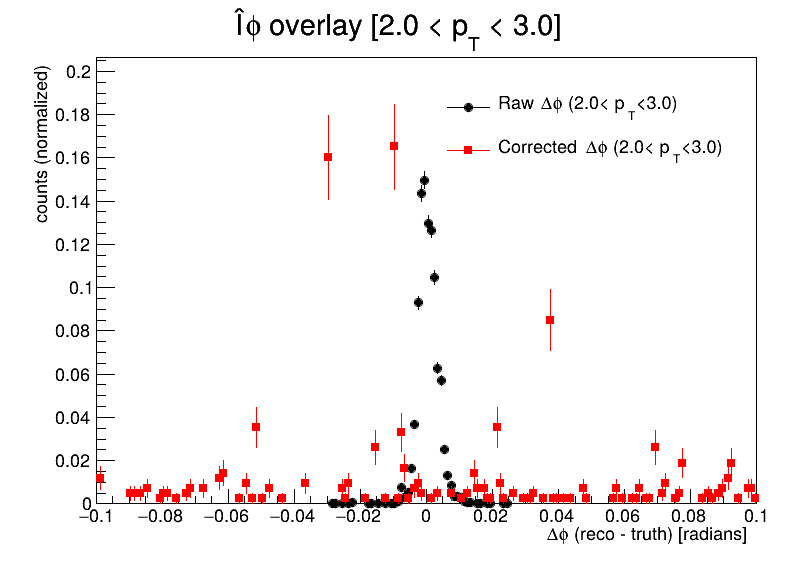 Îφ overlay [2.0 < p_T < 3.0]
counts (normalized)
0.2
0.18
0.16
0.14
0.12
0.1
0.08
0.06
0.04
0.02
0
Raw Δφ (2.0< p_T<3.0)
Corrected Δφ (2.0< p_T<3.0)
−0.1 −0.08 −0.06 −0.04 −0.02 0 0.02 0.04 0.06 0.08 0.1
Δφ (reco - truth) [radians]